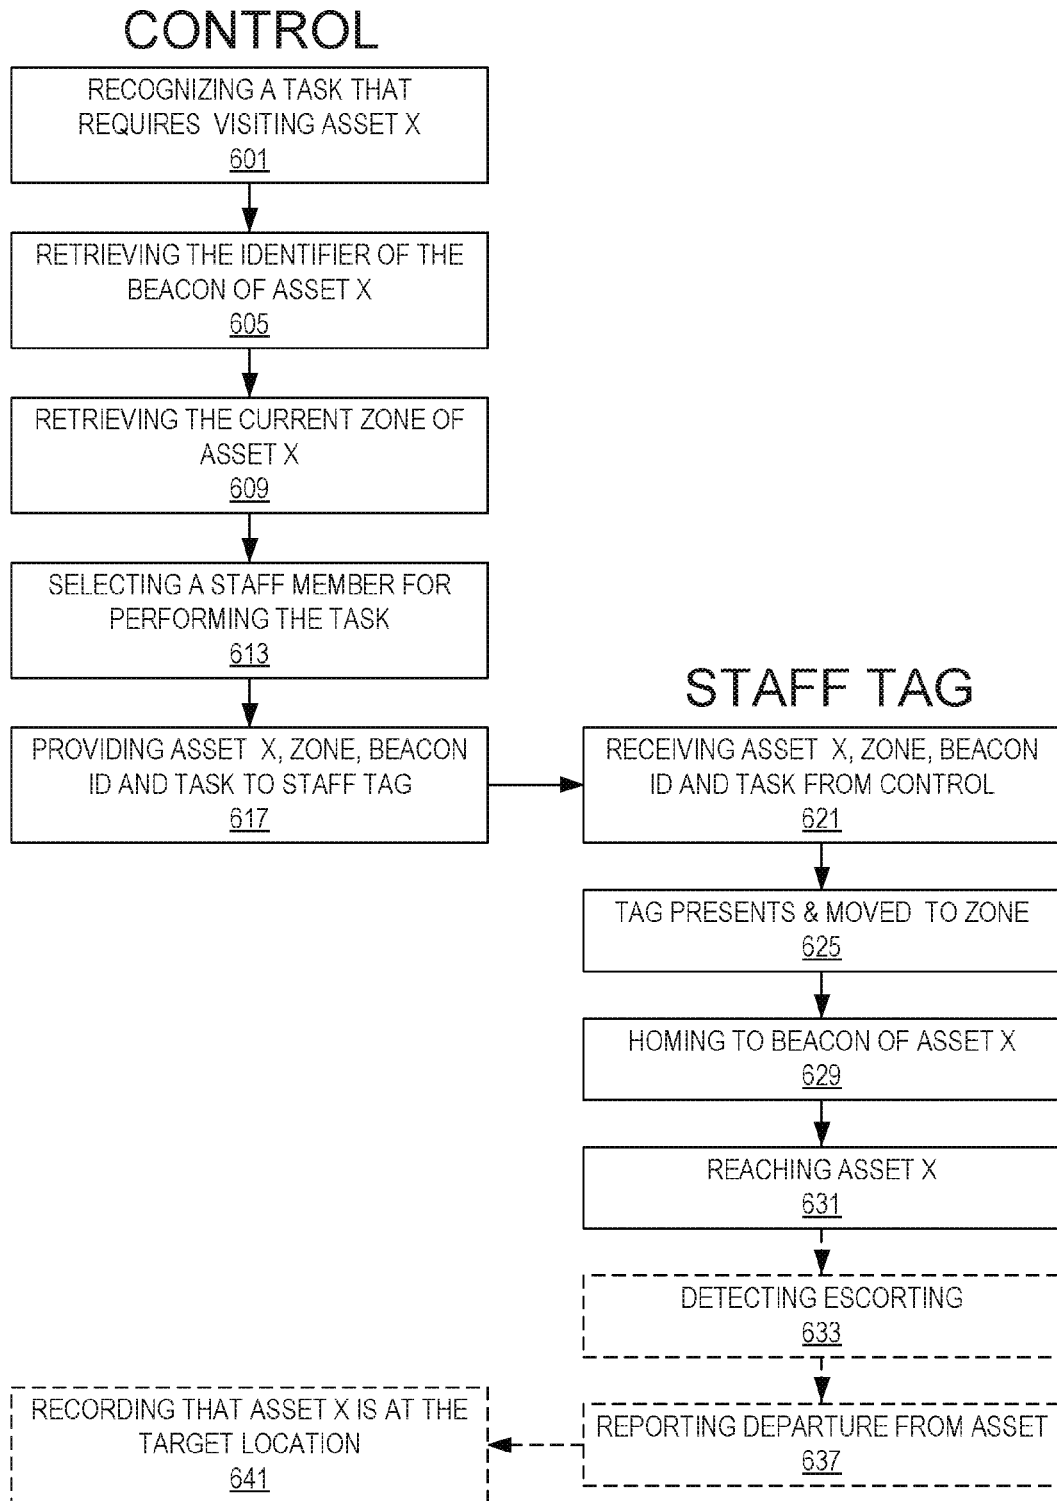 CONTROL
RECOGNIZING A TASK THAT
REQUIRES VISITING ASSET X
601
RETRIEVING THE IDENTIFIER OF THE
BEACON OF ASSET X
605
RETRIEVING THE CURRENT ZONE OF
ASSET X
609
SELECTING A STAFF MEMBER FOR
PERFORMING THE TASK
613
PROVIDING ASSET X, ZONE, BEACON
ID AND TASK TO STAFF TAG
617
STAFF TAG
RECEIVING ASSET X, ZONE, BEACON
ID AND TASK FROM CONTROL
621
TAG PRESENTS & MOVED TO ZONE
625
HOMING TO BEACON OF ASSET X
629
REACHING ASSET X
631
DETECTING ESCORTING
633
REPORTING DEPARTURE FROM ASSET
637
RECORDING THAT ASSET X IS AT THE
TARGET LOCATION
641